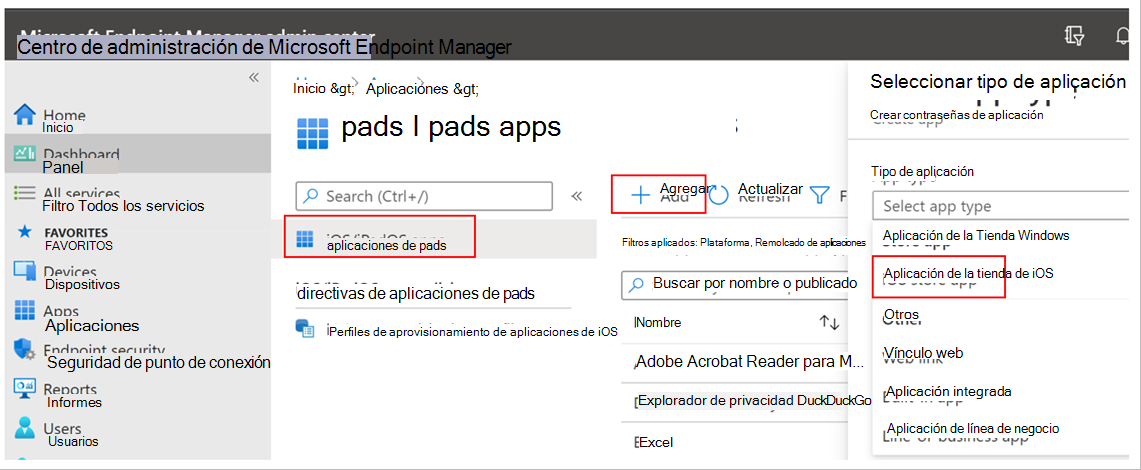 Microsoft Endpoint Manager admin center
Centro de administración de Microsoft Endpoint Manager
Home
Inicio
Dashboard
Panel
All services
Filtro Todos los servicios
FAVORITES
FAVORITOS
Devices
Dispositivos
Apps
Aplicaciones
Endpoint security
Seguridad de punto de conexión
Reports
Informes
Users
Usuarios
Inicio &gt; Aplicaciones &gt;
pads | pads apps
Search (Ctrl+/)
iOS/iPadOS apps
aplicaciones de pads
directivas de aplicaciones de pads
Perfiles de aprovisionamiento de aplicaciones de iOS
Agregar
Add
Actualizar
Refresh
F
Filtros aplicados: Plataforma, Remolcado de aplicaciones
Buscar por nombre o publicado
Nombre
Adobe Acrobat Reader para M...
Explorador de privacidad DuckDuckGo
Excel
Seleccionar tipo de aplicación
Crear contraseñas de aplicación
Create app
Tipo de aplicación
App type
Select app type
Aplicación de la Tienda Windows
Store app
Aplicación de la tienda de iOS
iOS store app
Otros
Other
Vínculo web
Web link
Aplicación integrada
Built-in app
Aplicación de línea de negocio
Line-of-business app